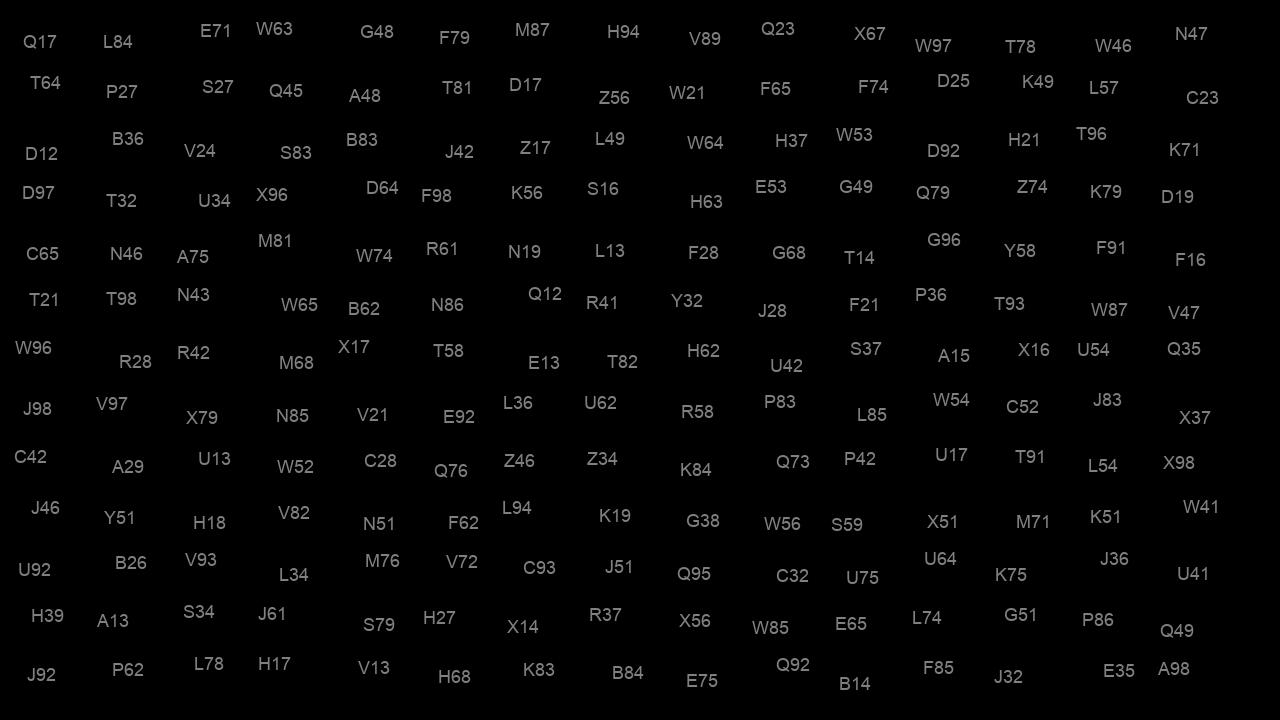 Q17 L84 E71 W63 G48 F79 M87 H94 V89 Q23 X67 W97 T78 W46 N47
T64 P27 S27 Q45 A48 T81 D17 Z56 W21 F65 F74 D25 K49 L57 C23
D12 B36 V24 S83 B83 J42 Z17 L49 W64 H37 W53 D92 H21 T96 K71
D97 T32 U34 X96 D64 F98 K56 S16 H63 E53 G49 Q79 Z74 K79 D19
C65 N46 A75 M81 W74 R61 N19 L13 F28 G68 T14 G96 Y58 F91 F16
T21 T98 N43 W65 B62 N86 Q12 R41 Y32 J28 F21 P36 T93 W87 V47
W96 R28 R42 M68 X17 T58 E13 T82 H62 U42 S37 A15 X16 U54 Q35
J98 V97 X79 N85 V21 E92 L36 U62 R58 P83 L85 W54 C52 J83 X37
C42 A29 U13 W52 C28 Q76 Z46 Z34 K84 Q73 P42 U17 T91 L54 X98
J46 Y51 H18 V82 N51 F62 L94 K19 G38 W56 S59 X51 M71 K51 W41
U92 B26 V93 L34 M76 V72 C93 J51 Q95 C32 U75 U64 K75 J36 U41
H39 A13 S34 J61 S79 H27 X14 R37 X56 W85 E65 L74 G51 P86 Q49
J92 P62 L78 H17 V13 H68 K83 B84 E75 Q92 B14 F85 J32 E35 A98